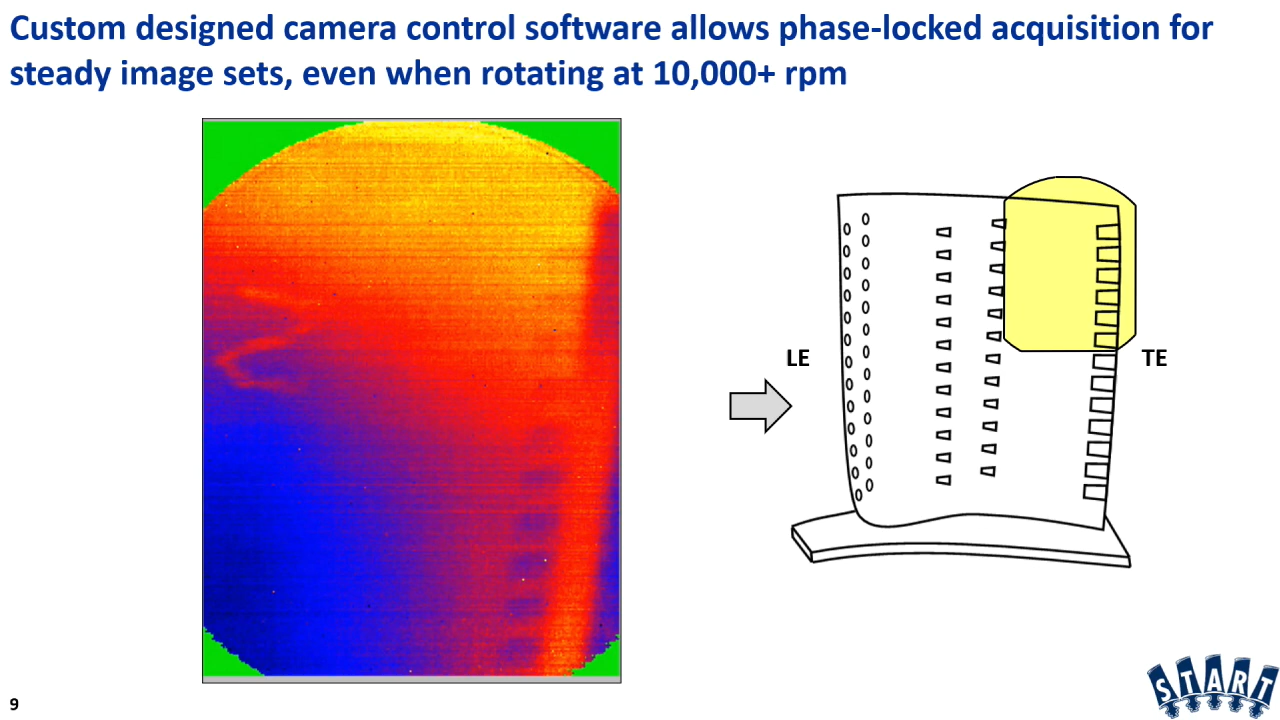 Custom designed camera control software allows phase-locked acquisition for
steady image sets, even when rotating at 10,000+ rpm
LE
TE
9
START